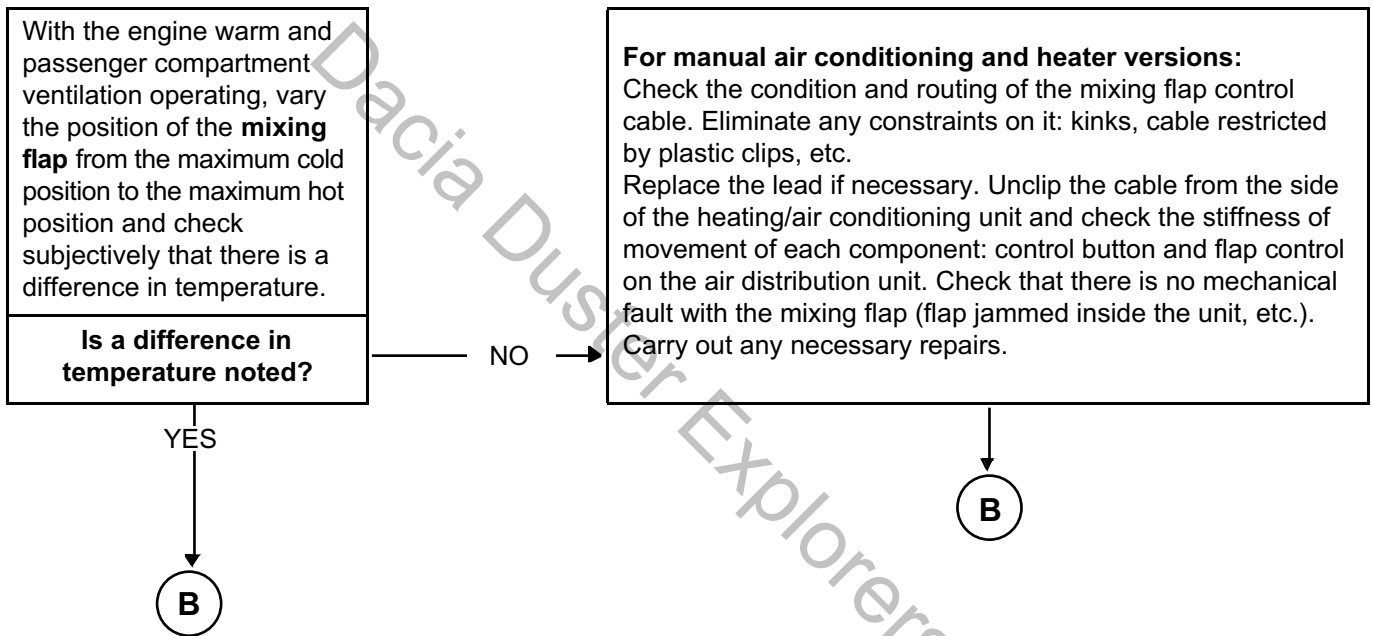 With the engine warm and
passenger compartment
ventilation operating, vary
the position of the mixing
flap from the maximum cold
position to the maximum hot
position and check
subjectively that there is a
difference in temperature.
Is a difference in
temperature noted?
NO
For manual air conditioning and heater versions:
Check the condition and routing of the mixing flap control
cable. Eliminate any constraints on it: kinks, cable restricted
by plastic clips, etc.
Replace the lead if necessary. Unclip the cable from the side
of the heating/air conditioning unit and check the stiffness of
movement of each component: control button and flap control
on the air distribution unit. Check that there is no mechanical
fault with the mixing flap (flap jammed inside the unit, etc.).
Carry out any necessary repairs.
YES
B
B
Dacia Duster Explorers